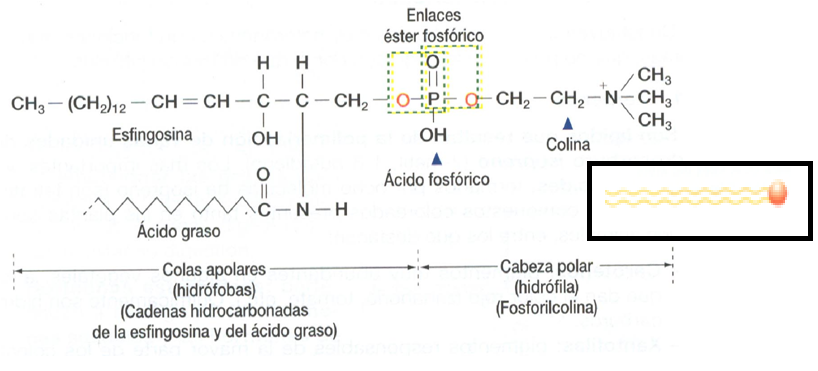 Enlaces
éster fosfórico
H H O
CH₃ — (CH₂)₁₂ — CH = CH — C — C — CH₂ — O — P — O — CH₂ — CH₂ — N⁺ — CH₃
CH₃
CH₃
Esfingosina
OH
OH
Colina
Ácido fosfórico
O
C — N — H
Ácido graso
Colas apolares
(hidrófobas)
(Cadenas hidrocarbonadas
de la esfingosina y del ácido graso)
Cabeza polar
(hidrófila)
(Fosforilcolina)